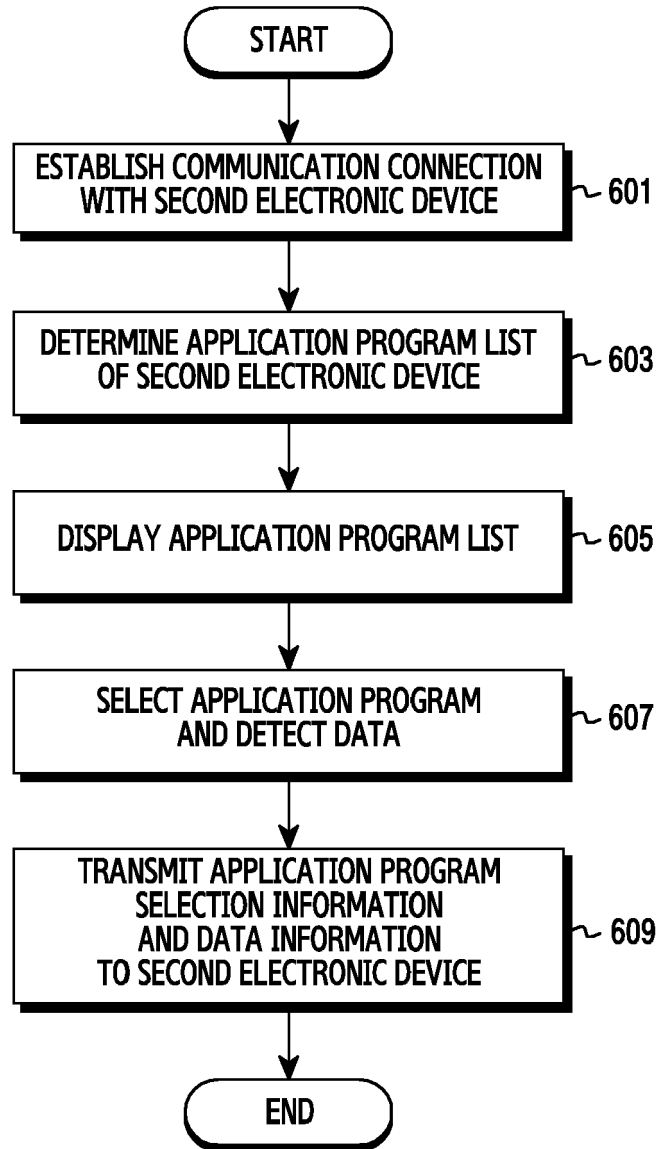 START
ESTABLISH COMMUNICATION CONNECTION
WITH SECOND ELECTRONIC DEVICE
601
DETERMINE APPLICATION PROGRAM LIST
OF SECOND ELECTRONIC DEVICE
603
DISPLAY APPLICATION PROGRAM LIST
605
SELECT APPLICATION PROGRAM
AND DETECT DATA
607
TRANSMIT APPLICATION PROGRAM
SELECTION INFORMATION
AND DATA INFORMATION
TO SECOND ELECTRONIC DEVICE
609
END